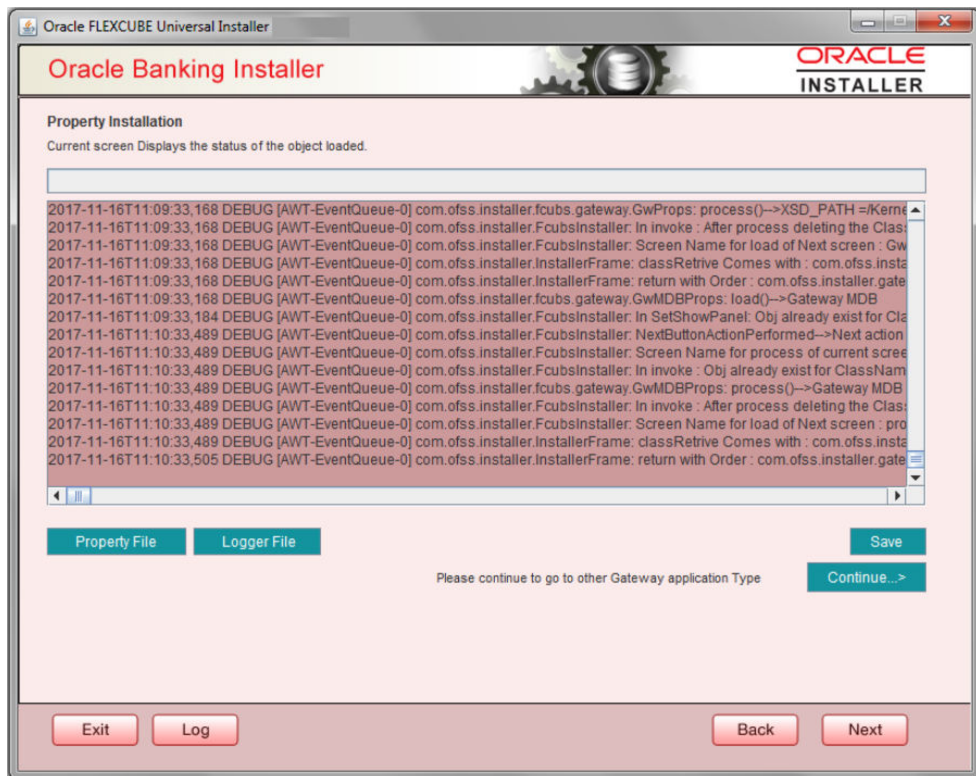 Oracle FLEXCUBE Universal Installer
Oracle Banking Installer
ORACLE
INSTALLER
Property Installation
Current screen Displays the status of the object loaded.
2017-11-16T11:09:33,168 DEBUG [AWT-EventQueue-0] com.ofss.installer.fcubs.gateway.GwProps: process()-->XSD_PATH =/Kerne
2017-11-16T11:09:33,168 DEBUG [AWT-EventQueue-0] com.ofss.installer.FcubsInstaller: In invoke : After process deleting the Clas
2017-11-16T11:09:33,168 DEBUG [AWT-EventQueue-0] com.ofss.installer.FcubsInstaller: Screen Name for load of Next screen : Gw
2017-11-16T11:09:33,168 DEBUG [AWT-EventQueue-0] com.ofss.installer.InstallerFrame: classRetrive Comes with : com.ofss.insta
2017-11-16T11:09:33,168 DEBUG [AWT-EventQueue-0] com.ofss.installer.InstallerFrame: return with Order : com.ofss.installer.gate
2017-11-16T11:09:33,168 DEBUG [AWT-EventQueue-0] com.ofss.installer.fcubs.gateway.GwMDBProps: load()-->Gateway MDB
2017-11-16T11:09:33,184 DEBUG [AWT-EventQueue-0] com.ofss.installer.FcubsInstaller: In SetShowPanel: Obj already exist for Cla
2017-11-16T11:10:33,489 DEBUG [AWT-EventQueue-0] com.ofss.installer.FcubsInstaller: NextButtonActionPerformed-->Next action
2017-11-16T11:10:33,489 DEBUG [AWT-EventQueue-0] com.ofss.installer.FcubsInstaller: Screen Name for process of current scree
2017-11-16T11:10:33,489 DEBUG [AWT-EventQueue-0] com.ofss.installer.FcubsInstaller: In invoke : Obj already exist for ClassNam
2017-11-16T11:10:33,489 DEBUG [AWT-EventQueue-0] com.ofss.installer.fcubs.gateway.GwMDBProps: process()-->Gateway MDB
2017-11-16T11:10:33,489 DEBUG [AWT-EventQueue-0] com.ofss.installer.FcubsInstaller: In invoke : After process deleting the Clas
2017-11-16T11:10:33,489 DEBUG [AWT-EventQueue-0] com.ofss.installer.FcubsInstaller: Screen Name for load of Next screen : pro
2017-11-16T11:10:33,489 DEBUG [AWT-EventQueue-0] com.ofss.installer.InstallerFrame: classRetrive Comes with : com.ofss.insta
2017-11-16T11:10:33,505 DEBUG [AWT-EventQueue-0] com.ofss.installer.InstallerFrame: return with Order : com.ofss.installer.gate
Property File Logger File Save
Please continue to go to other Gateway application Type Continue...>
Exit Log Back Next